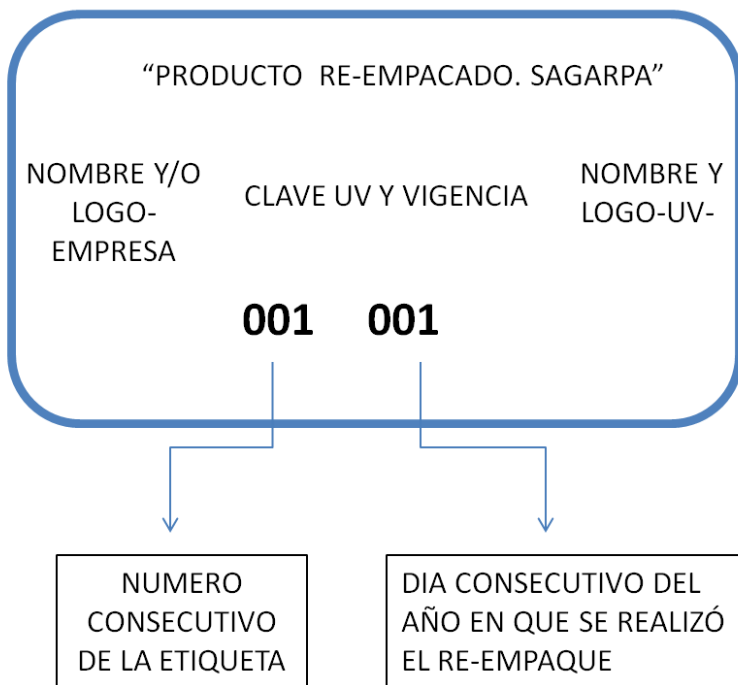 “PRODUCTO RE-EMPACADO. SAGARPA”
NOMBRE Y/O
LOGO-
EMPRESA
CLAVE UV Y VIGENCIA
NOMBRE Y
LOGO-UV-
001 001
NUMERO
CONSECUTIVO
DE LA ETIQUETA
DIA CONSECUTIVO DEL
AÑO EN QUE SE REALIZÓ
EL RE-EMPAQUE